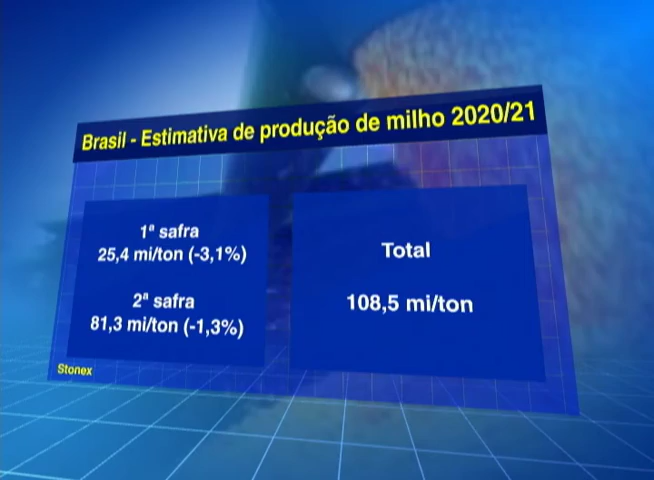 Brasil - Estimativa de produção de milho 2020/21
1ª safra
25,4 mi/ton (-3,1%)
2ª safra
81,3 mi/ton (-1,3%)
Total
108,5 mi/ton
Stonex